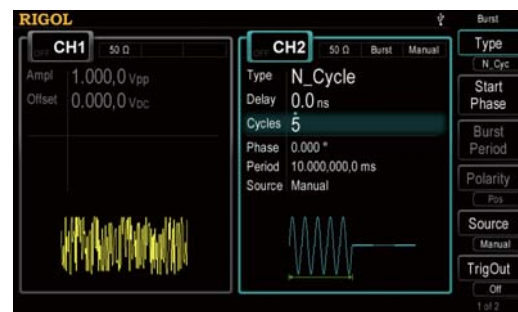 RIGOL
OFF CH1 50 Ω
Ampl 1.000,0 Vpp
Offset 0.000,0 VDC
OFF CH2 50 Ω Burst Manual
Type N_Cycle
Delay 0.0 ns
Cycles 5
Phase 0.000 °
Period 10.000,000,0 ms
Source Manual
Burst
Type
N_Cyc
Start
Phase
Burst
Period
Polarity
Pos
Source
Manual
TrigOut
Off
1 of 2